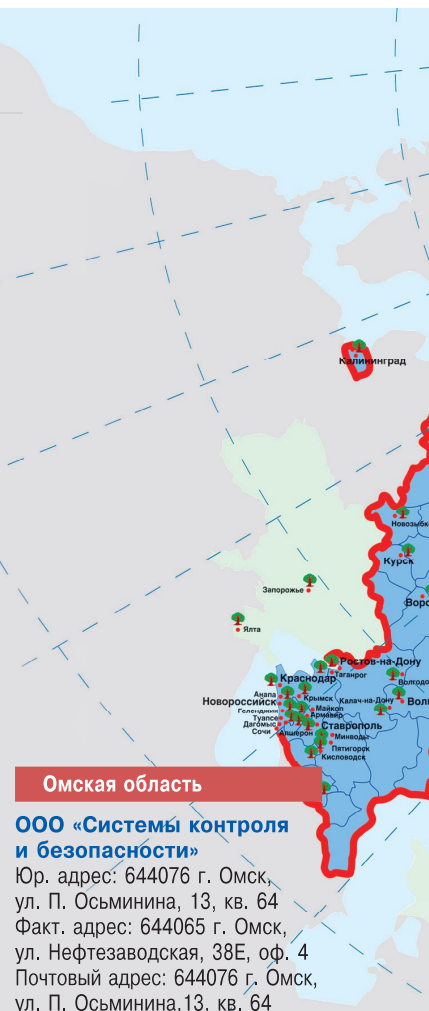 Калининград
Новозыбк
Курск
Воро
Запорожье
Ялта
Ростов-на-Дону
Таганрог
Краснодар
Волгодо
Анапа
Крымск
Калач-на-Дону
Волг
Новороссийск
Майкоп
Геленджик
Армавир
Туапсе
Ставрополь
Дагомыс
Сочи
Апшерон
Минводы
Пятигорск
Кисловодск
Омская область
ООО «Системы контроля
и безопасности»
Юр. адрес: 644076 г. Омск,
ул. П. Осьминина, 13, кв. 64
Факт. адрес: 644065 г. Омск,
ул. Нефтезаводская, 38Е, оф. 4
Почтовый адрес: 644076 г. Омск,
ул. П. Осьминина.13, кв. 64